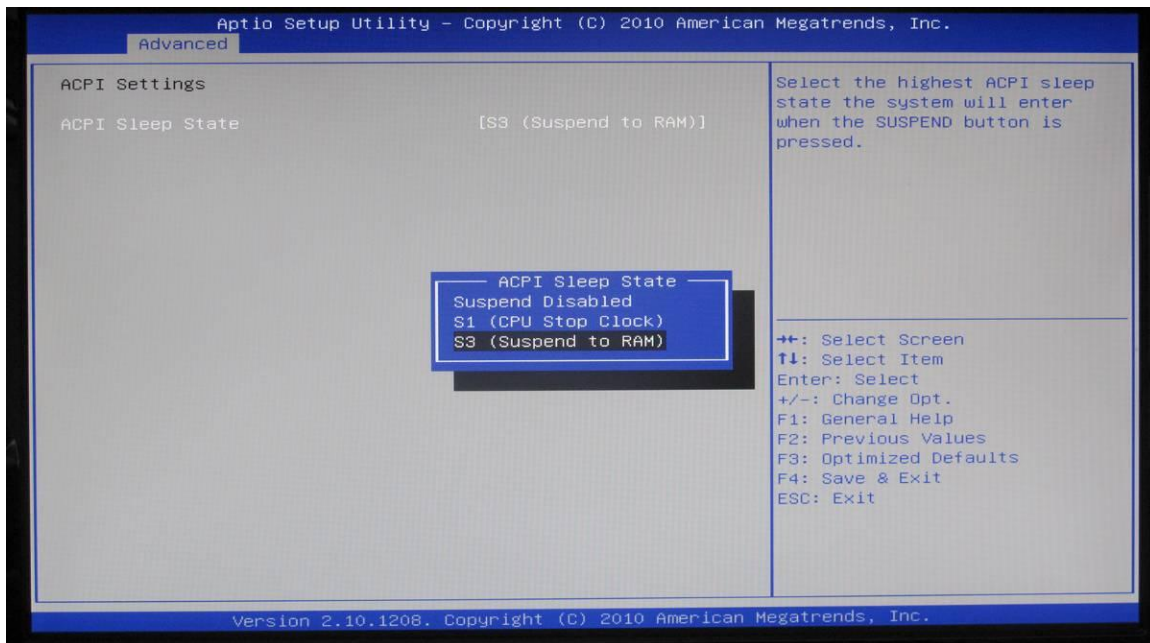 Aptio Setup Utility – Copyright (C) 2010 American Megatrends, Inc.
Advanced
ACPI Settings
ACPI Sleep State [S3 (Suspend to RAM)]
Select the highest ACPI sleep
state the system will enter
when the SUSPEND button is
pressed.
ACPI Sleep State
Suspend Disabled
S1 (CPU Stop Clock)
S3 (Suspend to RAM)
→←: Select Screen
↑↓: Select Item
Enter: Select
+/-: Change Opt.
F1: General Help
F2: Previous Values
F3: Optimized Defaults
F4: Save & Exit
ESC: Exit
Version 2.10.1208. Copyright (C) 2010 American Megatrends, Inc.